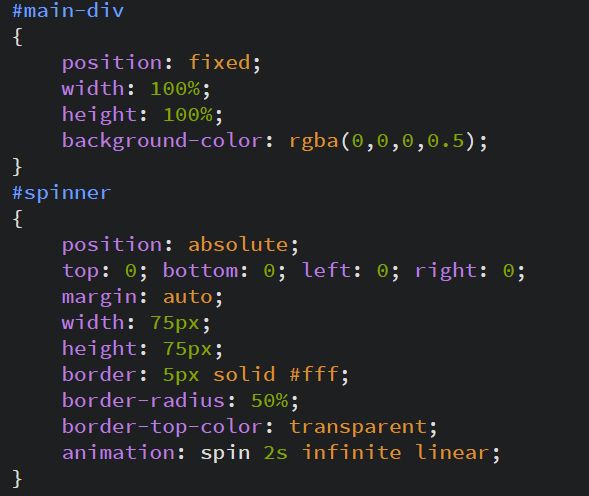 #main-div
{
    position: fixed;
    width: 100%;
    height: 100%;
    background-color: rgba(0,0,0,0.5);
}
#spinner
{
    position: absolute;
    top: 0; bottom: 0; left: 0; right: 0;
    margin: auto;
    width: 75px;
    height: 75px;
    border: 5px solid #fff;
    border-radius: 50%;
    border-top-color: transparent;
    animation: spin 2s infinite linear;
}